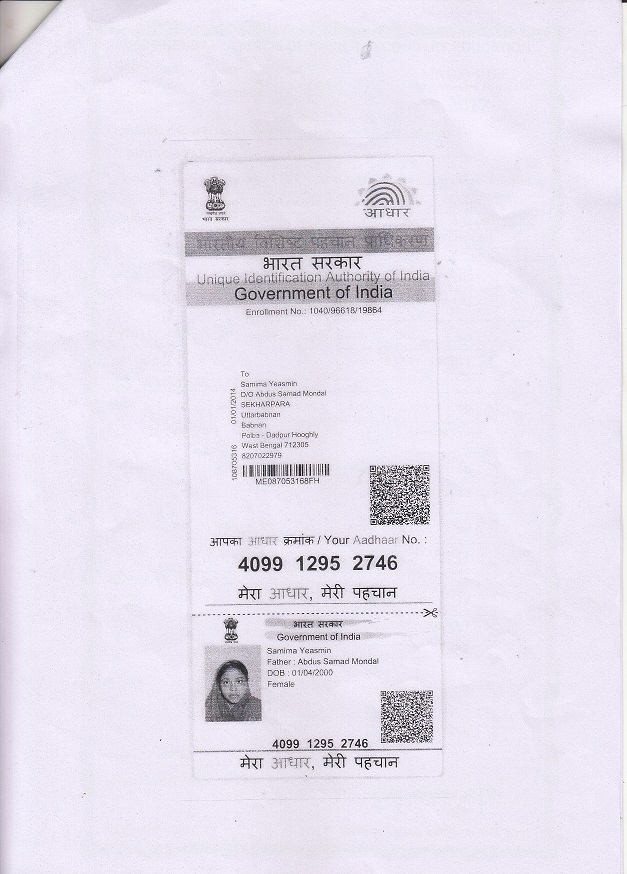 सत्यमेव जयते
भारत सरकार
आधार
भारतीय विशिष्ट पहचान प्राधिकरण
भारत सरकार
Unique Identification Authority of India
Government of India
Enrollment No.: 1040/96618/19864
To
Samima Yeasmin
D/O Abdus Samad Mondal
SEKHARPARA
Uttarbabnan
Babnan
Polba - Dadpur Hooghly
West Bengal 712305
8207022979
01/01/2014
108705316
ME087053168FH
आपका आधार क्रमांक / Your Aadhaar No. :
4099 1295 2746
मेरा आधार, मेरी पहचान
भारत सरकार
Government of India
Samima Yeasmin
Father : Abdus Samad Mondal
DOB : 01/04/2000
Female
4099 1295 2746
मेरा आधार, मेरी पहचान